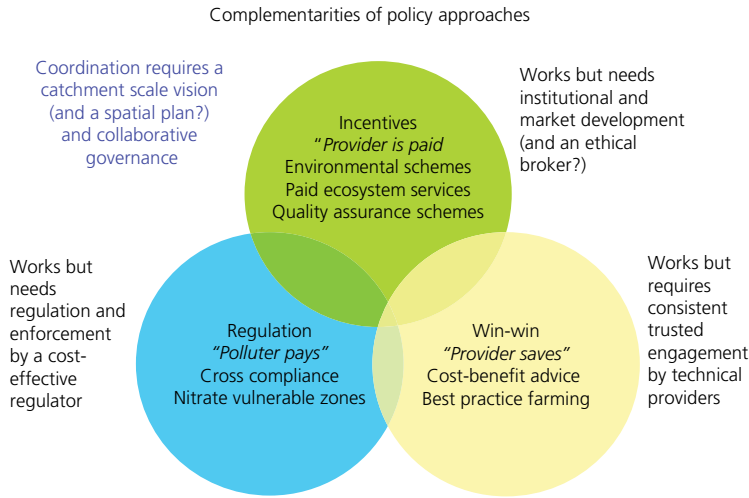 Complementarities of policy approaches
Coordination requires a
catchment scale vision
(and a spatial plan?)
and collaborative
governance
Works but needs
institutional and
market development
(and an ethical
broker?)
Incentives
“Provider is paid
Environmental schemes
Paid ecosystem services
Quality assurance schemes
Works but
needs
regulation and
enforcement
by a cost-
effective
regulator
Regulation
“Polluter pays”
Cross compliance
Nitrate vulnerable zones
Win-win
“Provider saves”
Cost-benefit advice
Best practice farming
Works but
requires
consistent
trusted
engagement
by technical
providers